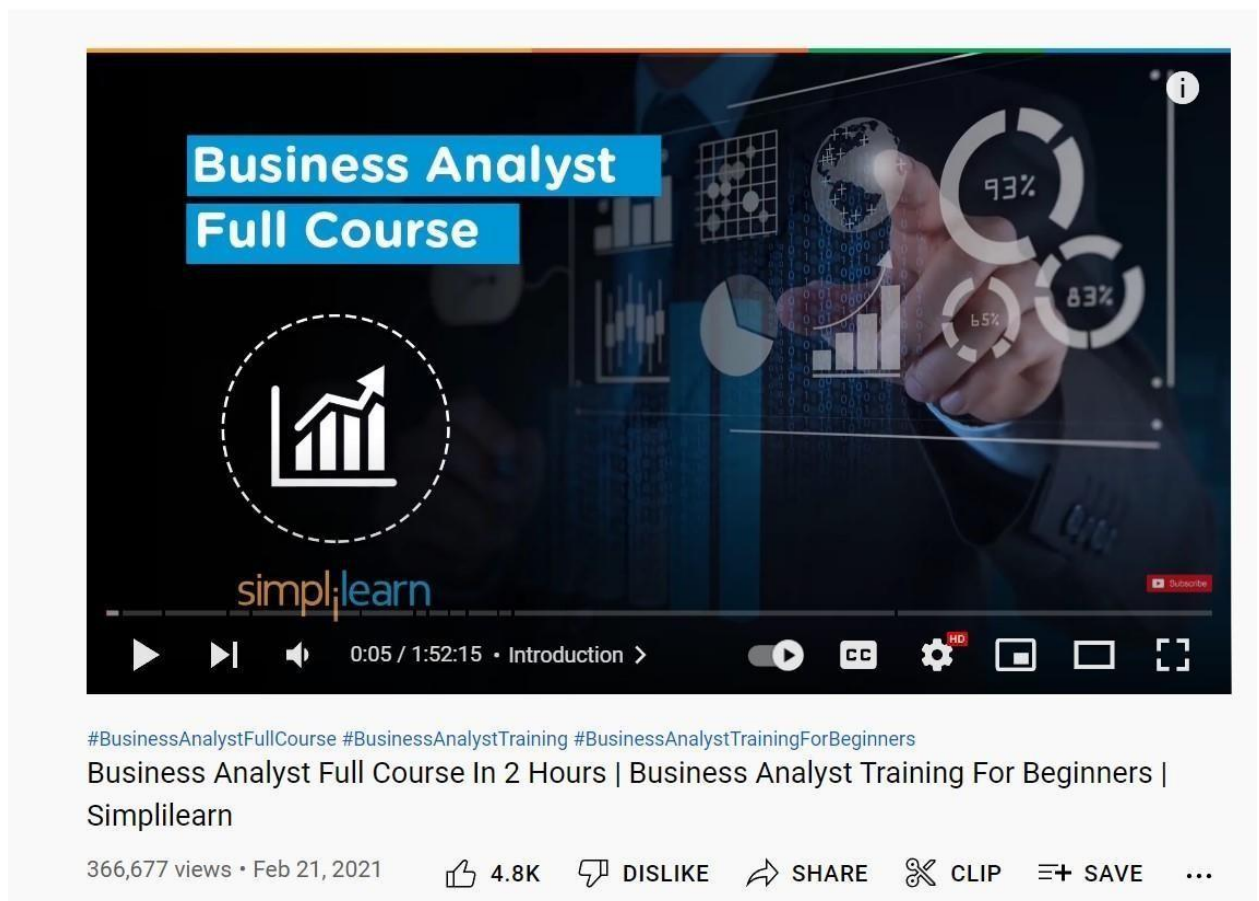 Business Analyst
Full Course
93%
83%
65%
simplilearn
Subscribe
HD
0:05 / 1:52:15 • Introduction
CC
#BusinessAnalystFullCourse #BusinessAnalystTraining #BusinessAnalystTrainingForBeginners
Business Analyst Full Course In 2 Hours | Business Analyst Training For Beginners |
Simplilearn
366,677 views • Feb 21, 2021 4.8K DISLIKE SHARE CLIP SAVE